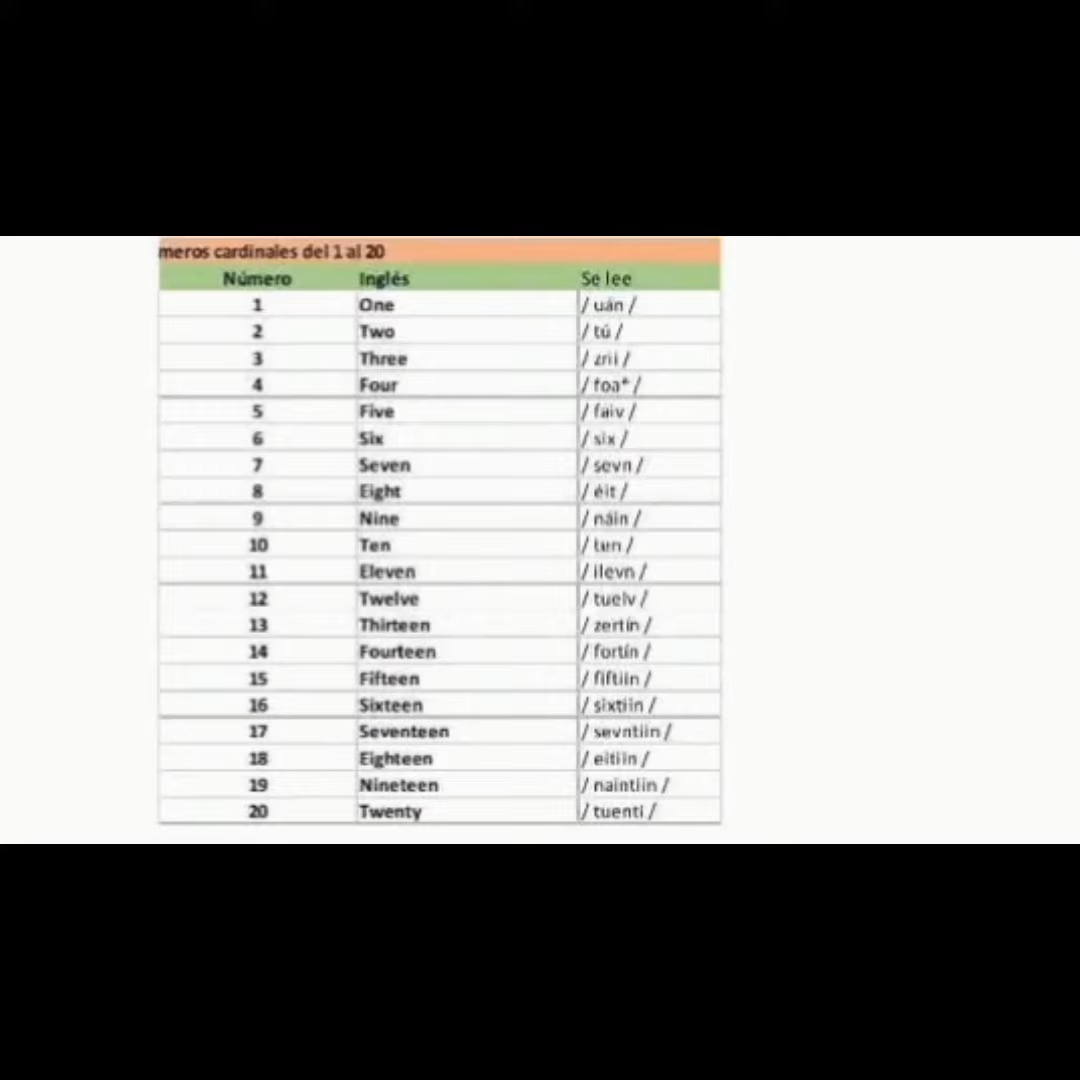 meros cardinales del 1 al 20
Número Inglés Se lee
1 One / uán /
2 Two / tú /
3 Three / zrii /
4 Four / foa* /
5 Five / faiv /
6 Six / six /
7 Seven / sevn /
8 Eight / éit /
9 Nine / náin /
10 Ten / ten /
11 Eleven / ilevn /
12 Twelve / tuelv /
13 Thirteen / zertín /
14 Fourteen / fortín /
15 Fifteen / fiftiin /
16 Sixteen / sixtiin /
17 Seventeen / sevntiin /
18 Eighteen / eitiin /
19 Nineteen / naintiin /
20 Twenty / tuenti /